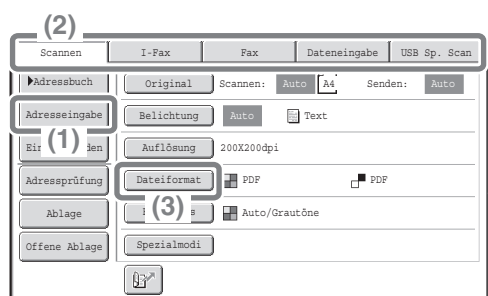 (2)
Scannen I-Fax Fax Dateneingabe USB Sp. Scan
Adressbuch Original Scannen: Auto A4 Senden: Auto
Adresseingabe Belichtung Auto Text
(1)
Auflösung 200X200dpi
Adressprüfung Dateiformat PDF PDF
(3)
Ablage Auto/Grautöne
Offene Ablage Spezialmodi